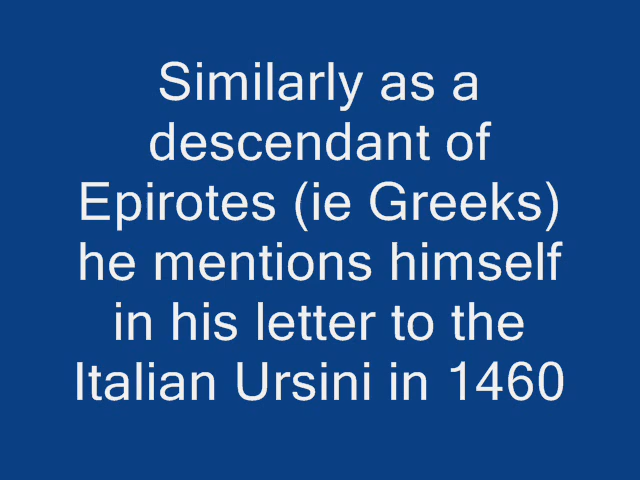 Similarly as a
descendant of
Epirotes (ie Greeks)
he mentions himself
in his letter to the
Italian Ursini in 1460